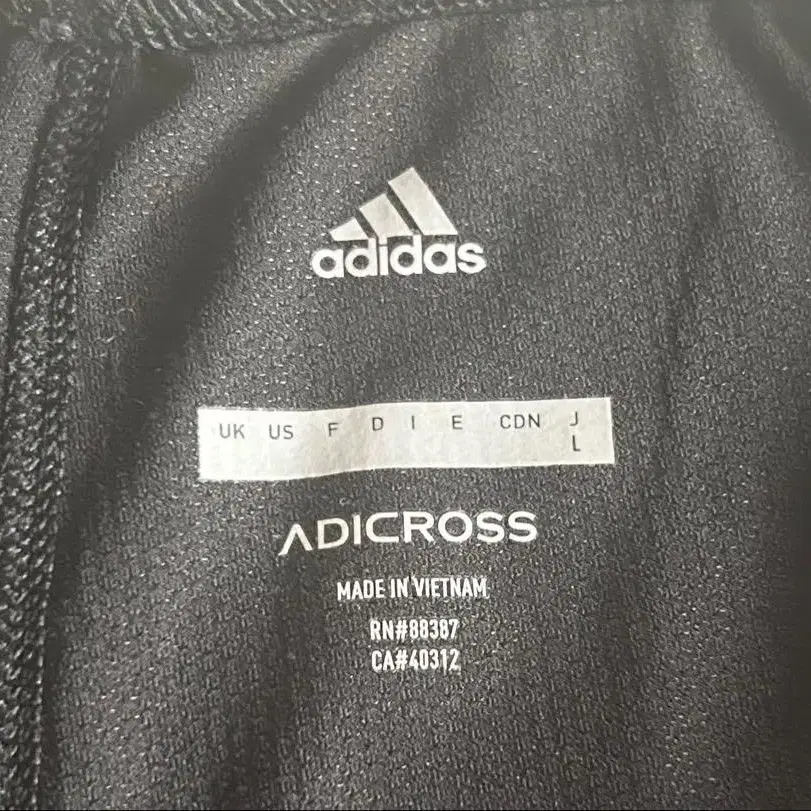 adidas
UK US F D I E CDN J
L
ADICROSS
MADE IN VIETNAM
RN#88387
CA#40312